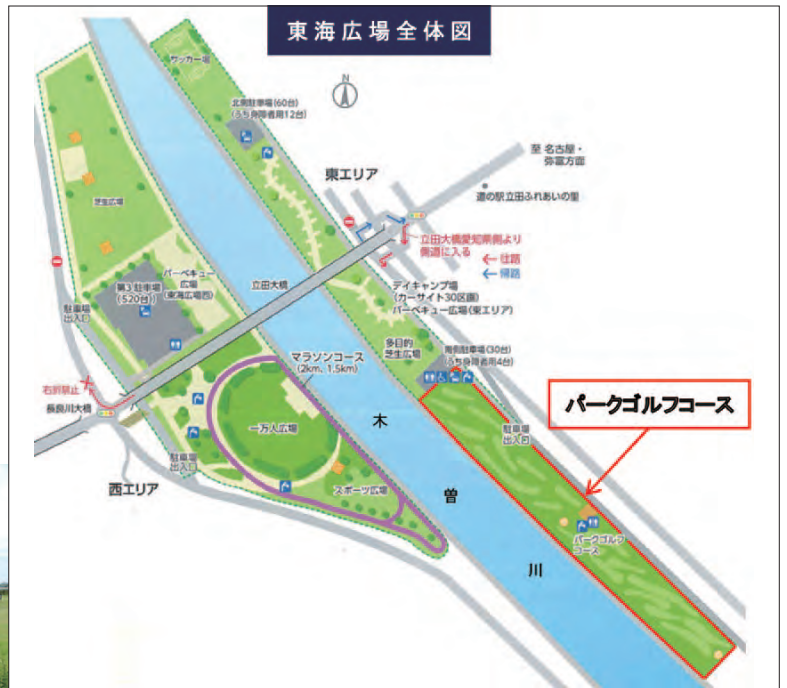 東海広場全体図
サッカー場
N
北側駐車場(60台)
(うち身障者用12台)
至 名古屋・
弥富方面
東エリア
道の駅立田ふれあいの里
芝生広場
立田大橋愛知県側より
側道に入る
往路
帰路
バーベキュー
広場
(東海広場西)
立田大橋
第3駐車場
(520台)
デイキャンプ場
(カーサイト30区画)
バーベキュー広場(東エリア)
駐車場
出入口
多目的
芝生広場
南側駐車場(30台)
(うち身障者用4台)
マラソンコース
(2km, 1.5km)
右折禁止
長良川大橋
パークゴルフコース
一万人広場
木
曽
川
駐車場
出入口
駐車場
出入口
西エリア
スポーツ広場
パークゴルフ
コース